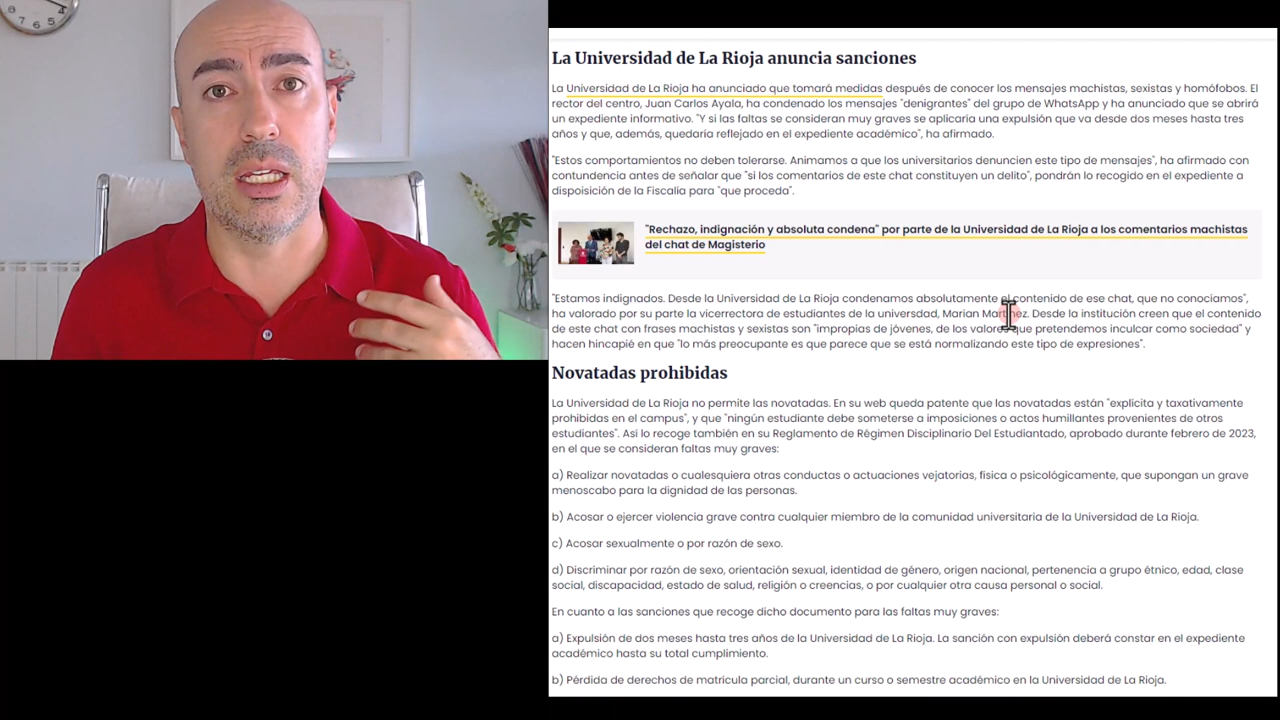 La Universidad de La Rioja anuncia sanciones
La Universidad de La Rioja ha anunciado que tomará medidas después de conocer los mensajes machistas, sexistas y homófobos. El
rector del centro, Juan Carlos Ayala, ha condenado los mensajes "denigrantes" del grupo de WhatsApp y ha anunciado que se abrirá
un expediente informativo. "Y si las faltas se consideran muy graves se aplicaría una expulsión que va desde dos meses hasta tres
años y que, además, quedaría reflejado en el expediente académico", ha afirmado.
"Estos comportamientos no deben tolerarse. Animamos a que los universitarios denuncien este tipo de mensajes", ha afirmado con
contundencia antes de señalar que "si los comentarios de este chat constituyen un delito", pondrán lo recogido en el expediente a
disposición de la Fiscalía para "que proceda".
"Rechazo, indignación y absoluta condena" por parte de la Universidad de La Rioja a los comentarios machistas
del chat de Magisterio
"Estamos indignados. Desde la Universidad de La Rioja condenamos absolutamente el contenido de ese chat, que no conocíamos",
ha valorado por su parte la vicerrectora de estudiantes de la universdad, Marian Martínez. Desde la institución creen que el contenido
de este chat con frases machistas y sexistas son "impropias de jóvenes, de los valores que pretendemos inculcar como sociedad" y
hacen hincapié en que "lo más preocupante es que parece que se está normalizando este tipo de expresiones".
Novatadas prohibidas
La Universidad de La Rioja no permite las novatadas. En su web queda patente que las novatadas están "explícita y taxativamente
prohibidas en el campus", y que "ningún estudiante debe someterse a imposiciones o actos humillantes provenientes de otros
estudiantes". Así lo recoge también en su Reglamento de Régimen Disciplinario Del Estudiantado, aprobado durante febrero de 2023,
en el que se consideran faltas muy graves:
a) Realizar novatadas o cualesquiera otras conductas o actuaciones vejatorias, física o psicológicamente, que supongan un grave
menoscabo para la dignidad de las personas.
b) Acosar o ejercer violencia grave contra cualquier miembro de la comunidad universitaria de la Universidad de La Rioja.
c) Acosar sexualmente o por razón de sexo.
d) Discriminar por razón de sexo, orientación sexual, identidad de género, origen nacional, pertenencia a grupo étnico, edad, clase
social, discapacidad, estado de salud, religión o creencias, o por cualquier otra causa personal o social.
En cuanto a las sanciones que recoge dicho documento para las faltas muy graves:
a) Expulsión de dos meses hasta tres años de la Universidad de La Rioja. La sanción con expulsión deberá constar en el expediente
académico hasta su total cumplimiento.
b) Pérdida de derechos de matrícula parcial, durante un curso o semestre académico en la Universidad de La Rioja.